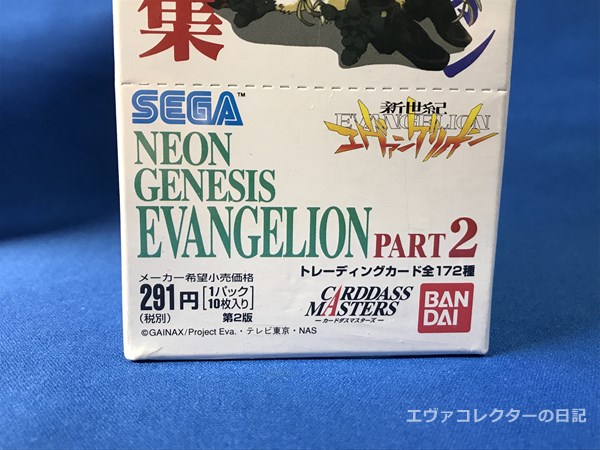 集
SEGA
新世紀
EVANGELION
エヴァンゲリオン
NEON
GENESIS
EVANGELION PART 2
トレーディングカード全172種
メーカー希望小売価格
291円 [1パック10枚入り]
(税別) 第2版
CARDDASS
MASTERS
ーカードダスマスターズー
BAN
DAI
©GAINAX/Project Eva.・テレビ東京・NAS
エヴァコレクターの日記